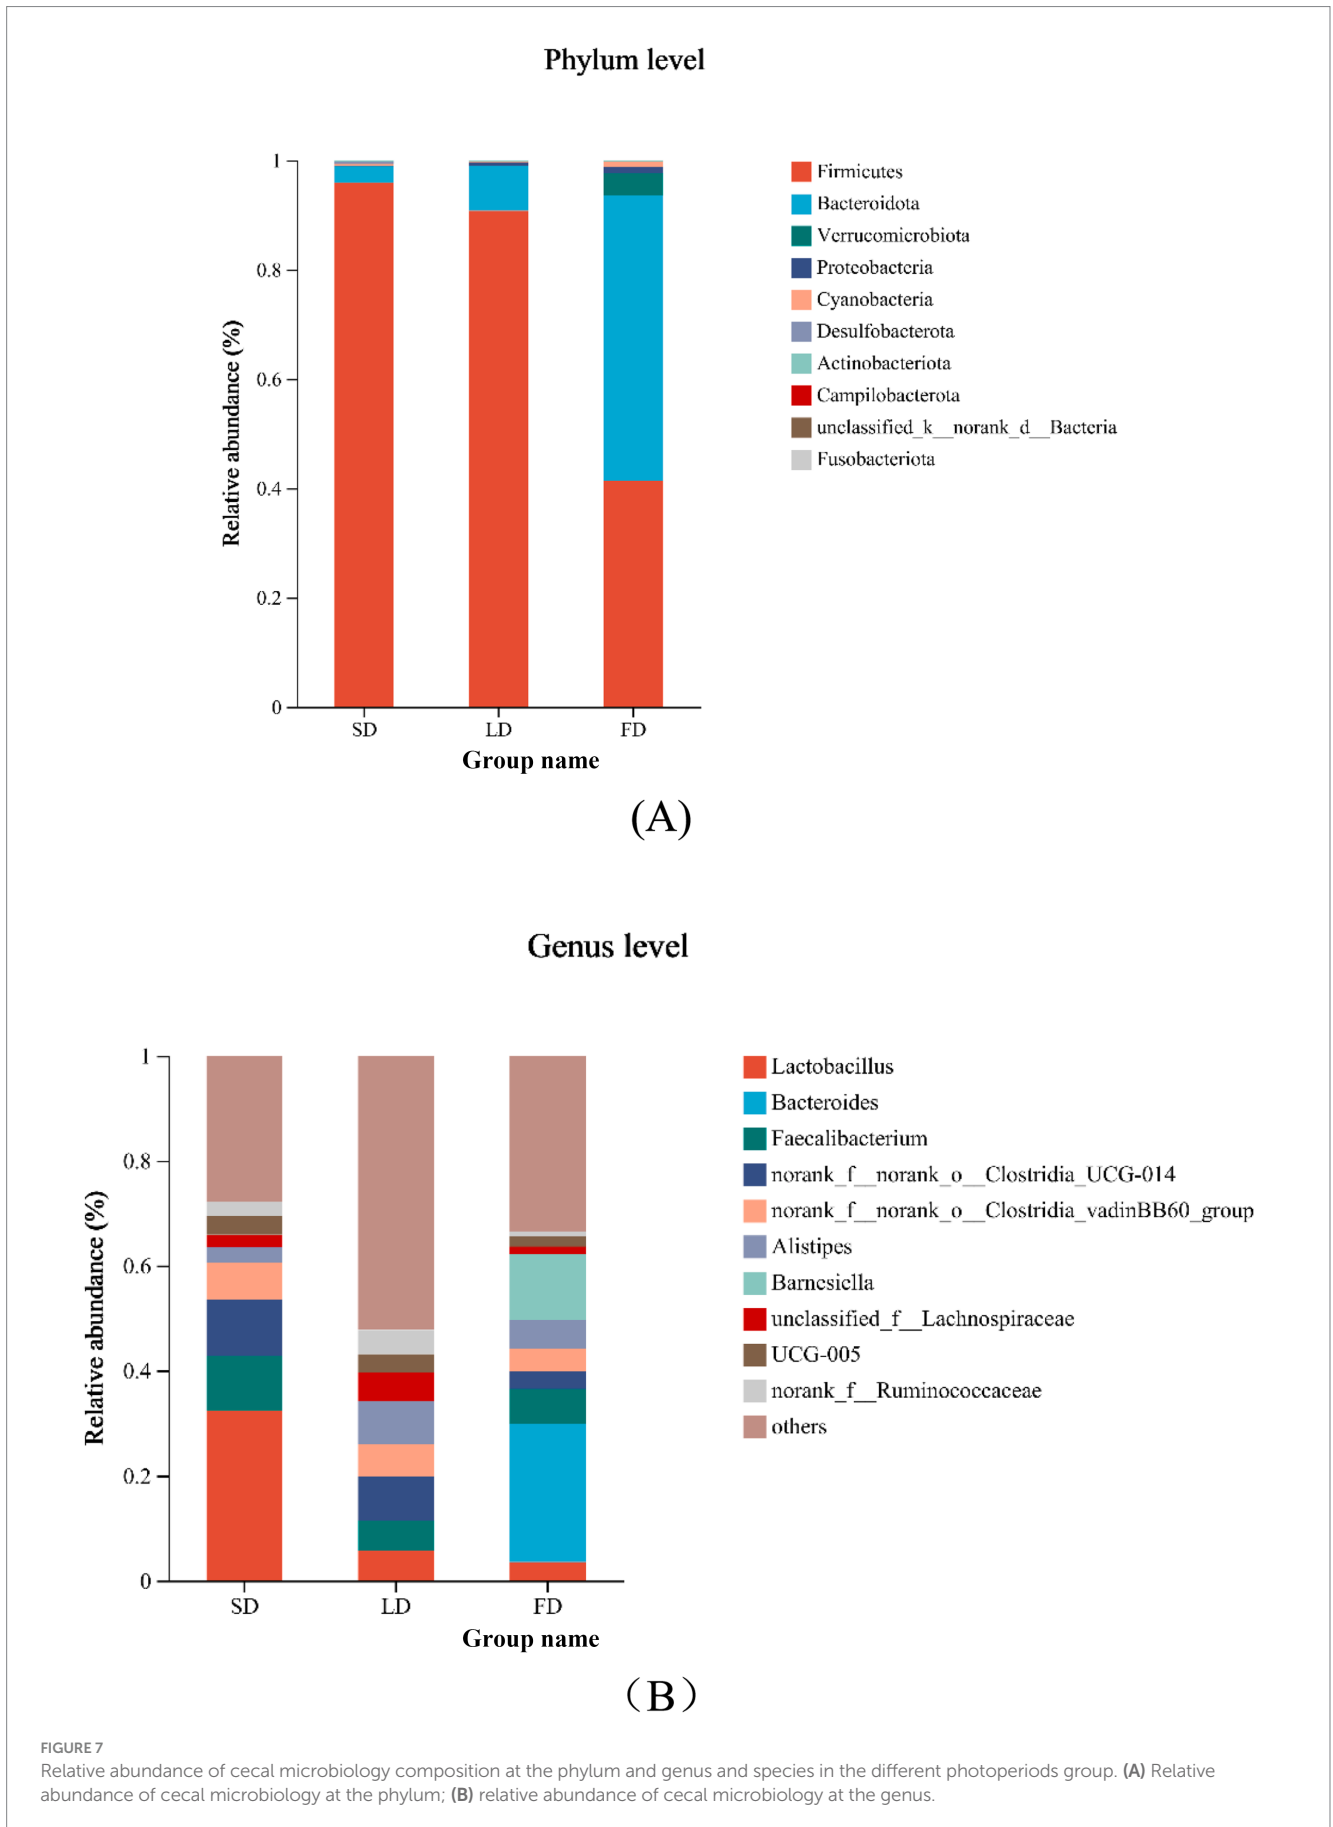 Phylum level
1
0.8
0.6
0.4
0.2
0
Relative abundance (%)
SD LD FD
Group name
Firmicutes
Bacteroidota
Verrucomicrobiota
Proteobacteria
Cyanobacteria
Desulfobacterota
Actinobacteriota
Campilobacterota
unclassified_k__norank_d__Bacteria
Fusobacteriota
(A)
Genus level
1
0.8
0.6
0.4
0.2
0
Relative abundance (%)
SD LD FD
Group name
Lactobacillus
Bacteroides
Faecalibacterium
norank_f__norank_o__Clostridia_UCG-014
norank_f__norank_o__Clostridia_vadinBB60_group
Alistipes
Barnesiella
unclassified_f__Lachnospiraceae
UCG-005
norank_f__Ruminococcaceae
others
(B)
FIGURE 7
Relative abundance of cecal microbiology composition at the phylum and genus and species in the different photoperiods group. (A) Relative
abundance of cecal microbiology at the phylum; (B) relative abundance of cecal microbiology at the genus.